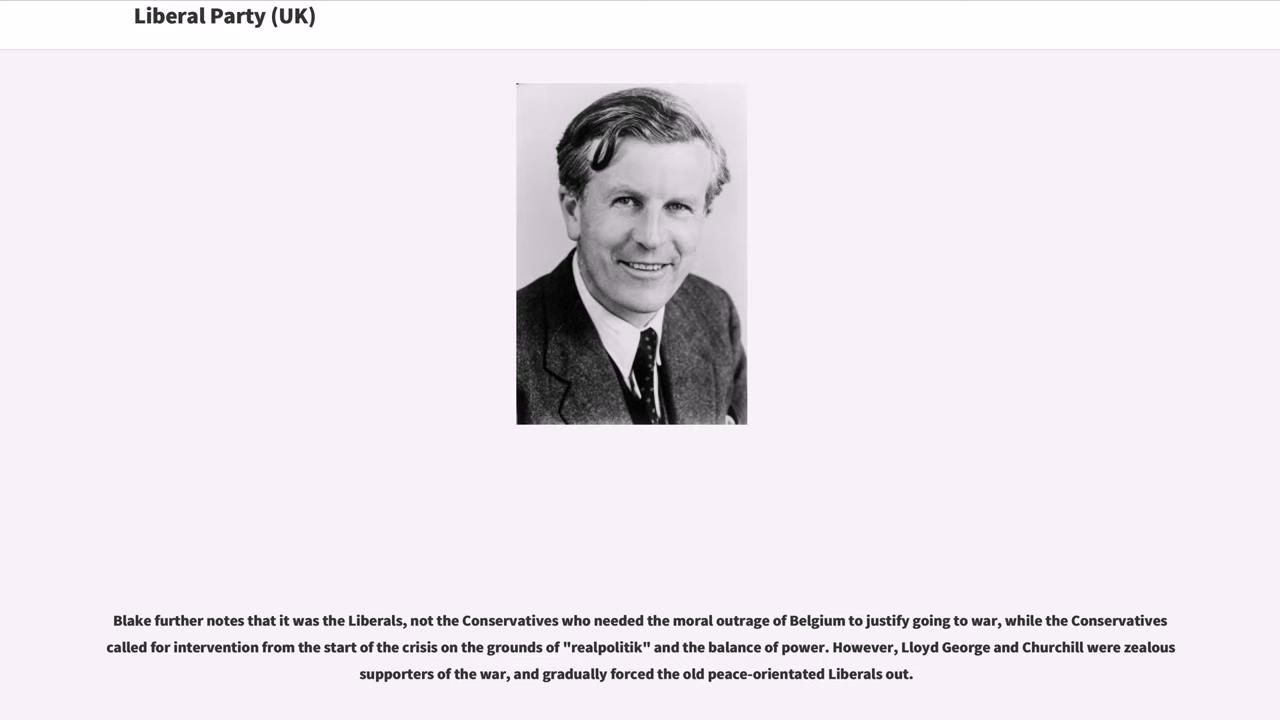 Liberal Party (UK)
Blake further notes that it was the Liberals, not the Conservatives who needed the moral outrage of Belgium to justify going to war, while the Conservatives
called for intervention from the start of the crisis on the grounds of "realpolitik" and the balance of power. However, Lloyd George and Churchill were zealous
supporters of the war, and gradually forced the old peace-orientated Liberals out.